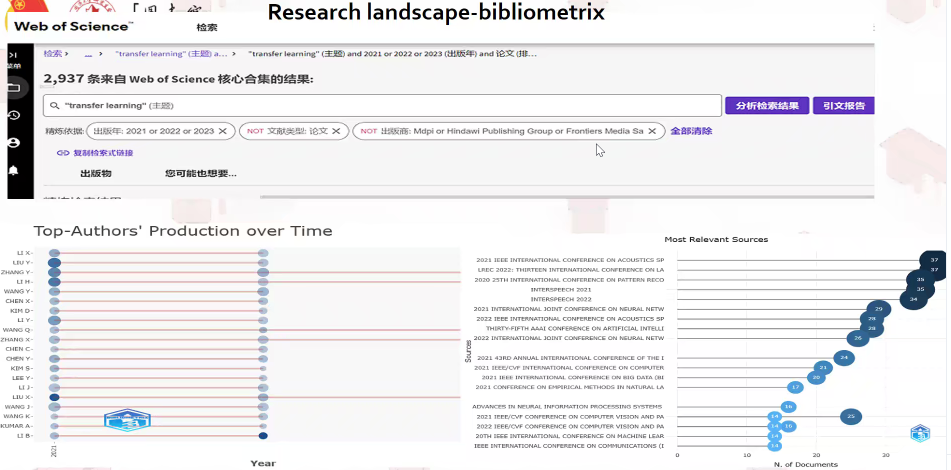 Research landscape-bibliometrix
Web of Science™ 检索
菜单
检索 > ... > "transfer learning" (主题) a... > "transfer learning" (主题) and 2021 or 2022 or 2023 (出版年) and 论文 (排...
2,937 条来自 Web of Science 核心合集的结果:
"transfer learning" (主题) 分析检索结果 引文报告
精炼依据: 出版年: 2021 or 2022 or 2023 × NOT 文献类型: 论文 × NOT 出版商: Mdpi or Hindawi Publishing Group or Frontiers Media Sa × 全部清除
复制检索式链接
出版物 您可能也想要...
Top-Authors' Production over Time
LI X
LIU Y
ZHANG Y
LI H
WANG Y
CHEN X
KIM D
LI Y
WANG Q
ZHANG X
CHEN C
CHEN Y
KIM S
LEE Y
LI J
LIU X
WANG J
WANG K
KUMAR A
LI B
2021
Year
Most Relevant Sources
Sources
2021 IEEE INTERNATIONAL CONFERENCE ON ACOUSTICS SP 37
LREC 2022: THIRTEEN INTERNATIONAL CONFERENCE ON LA 37
2020 25TH INTERNATIONAL CONFERENCE ON PATTERN RECO 35
INTERSPEECH 2021 35
INTERSPEECH 2022 34
2021 INTERNATIONAL JOINT CONFERENCE ON NEURAL NETW 29
2022 IEEE INTERNATIONAL CONFERENCE ON ACOUSTICS SP 28
THIRTY-FIFTH AAAI CONFERENCE ON ARTIFICIAL INTELLI 28
2022 INTERNATIONAL JOINT CONFERENCE ON NEURAL NETW 26
2021 43RD ANNUAL INTERNATIONAL CONFERENCE OF THE I 24
2021 IEEE/CVF INTERNATIONAL CONFERENCE ON COMPUTER 21
2021 IEEE INTERNATIONAL CONFERENCE ON BIG DATA (BI 20
2021 CONFERENCE ON EMPIRICAL METHODS IN NATURAL LA 17
ADVANCES IN NEURAL INFORMATION PROCESSING SYSTEMS 16
2021 IEEE/CVF CONFERENCE ON COMPUTER VISION AND PA 14 25
2022 IEEE/CVF CONFERENCE ON COMPUTER VISION AND PA 14 16
20TH IEEE INTERNATIONAL CONFERENCE ON MACHINE LEAR 14
IEEE INTERNATIONAL CONFERENCE ON COMMUNICATIONS (I 14
0 10 20 30
N. of Documents